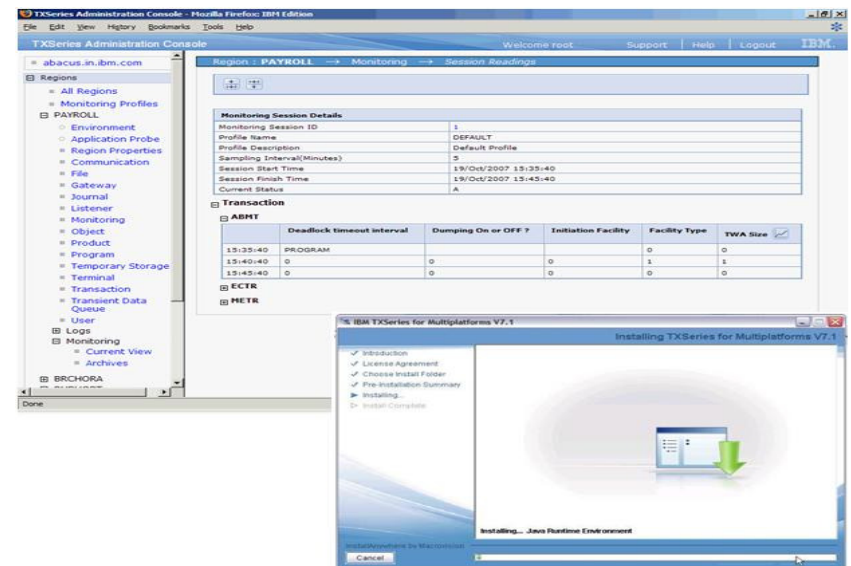 TXSeries Administration Console - Mozilla Firefox: IBM Edition
File Edit View History Bookmarks Tools Help
TXSeries Administration Console Welcome root Support Help Logout IBM.
abacus.in.ibm.com
Regions
All Regions
Monitoring Profiles
PAYROLL
Environment
Application Probe
Region Properties
Communication
File
Gateway
Journal
Listener
Monitoring
Object
Product
Program
Temporary Storage
Terminal
Transaction
Transient Data
Queue
User
Logs
Monitoring
Current View
Archives
BRCHORA
Done
Region : PAYROLL → Monitoring → Session Readings
Monitoring Session Details
Monitoring Session ID 1
Profile Name DEFAULT
Profile Description Default Profile
Sampling Interval(Minutes) 5
Session Start Time 19/Oct/2007 15:35:40
Session Finish Time 19/Oct/2007 15:45:40
Current Status A
Transaction
ABMT
Deadlock timeout interval Dumping On or OFF ? Initiation Facility Facility Type TWA Size
15:35:40 PROGRAM 0 0
15:40:40 0 0 0 1 1
15:45:40 0 0 0 0 0
ECTR
METR
IBM TXSeries for Multiplatforms V7.1
Installing TXSeries for Multiplatforms V7.1
Introduction
License Agreement
Choose Install Folder
Pre-Installation Summary
Installing...
Install Complete
Installing... Java Runtime Environment
InstallAnywhere by Macrovision
Cancel